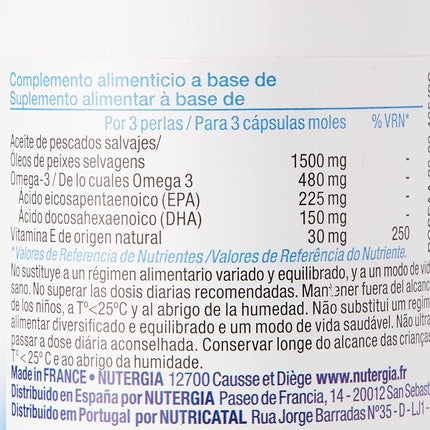 Complemento alimenticio a base de
Suplemento alimentar à base de
Por 3 perlas / Para 3 cápsulas moles % VRN*
Aceite de pescados salvajes/
Óleos de peixes selvagens 1500 mg -
Omega-3 / De lo cuales Omega 3 480 mg -
Ácido eicosapentaenoico (EPA) 225 mg -
Ácido docosahexaenoico (DHA) 150 mg -
Vitamina E de origen natural 30 mg 250
*Valores de Referencia de Nutrientes /Valores de Referência do Nutriente.
No sustituye a un régimen alimentario variado y equilibrado, y a un modo de vida
sano. No superar las dosis diarias recomendadas. Mantener fuera del alcance
de los niños, a T°<25°C y al abrigo de la humedad. Não substitui um regime
alimentar diversificado e equilibrado e um modo de vida saudável. Não ultra
passar a dose diária aconselhada. Conservar longe do alcance das crianças
T° < 25° C e ao abrigo da humidade.
Made in FRANCE • NUTERGIA 12700 Causse et Diège www.nutergia.com
Distribuido en España por NUTERGIA Paseo de Francia, 14 - 20012 San Sebast
Distribuído em Portugal por NUTRICATAL Rua Jorge Barradas N°35 - D - LJ1 -